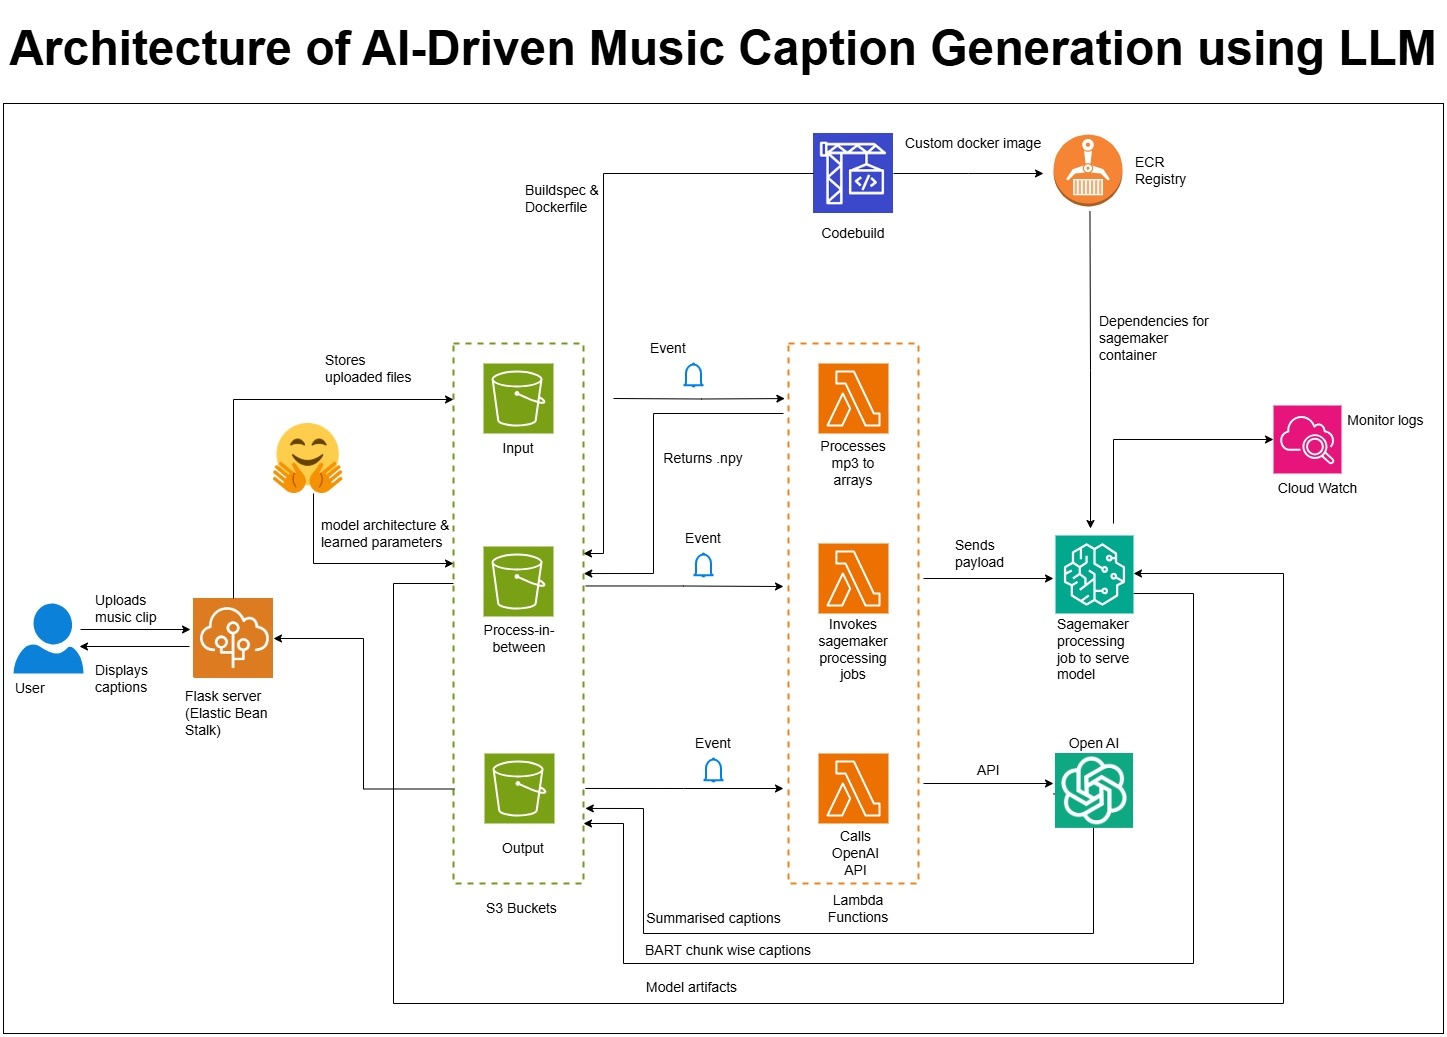 Architecture of AI-Driven Music Caption Generation using LLM
Custom docker image
ECR
Registry
Buildspec &
Dockerfile
Codebuild
Dependencies for
sagemaker
container
Stores
uploaded files
Event
Input
Processes
mp3 to
arrays
Returns .npy
Monitor logs
Cloud Watch
model architecture &
learned parameters
Event
Sends
payload
Process-in-
between
Invokes
sagemaker
processing
jobs
Sagemaker
processing
job to serve
model
Uploads
music clip
Displays
captions
User
Flask server
(Elastic Bean
Stalk)
Event
Open AI
API
Output
Calls
OpenAI
API
S3 Buckets
Lambda
Functions
Summarised captions
BART chunk wise captions
Model artifacts